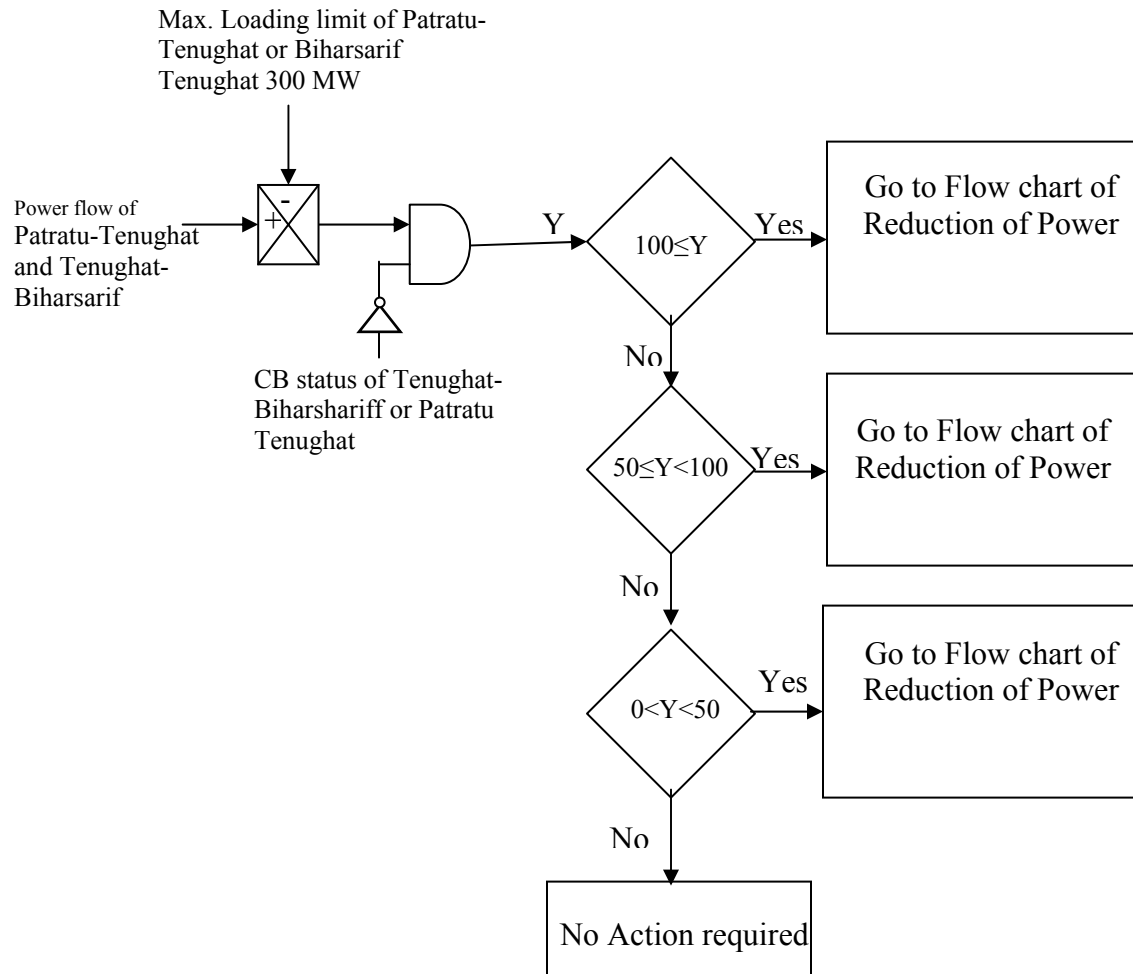 Max. Loading limit of Patratu-
Tenughat or Biharsarif
Tenughat 300 MW
Power flow of
Patratu-Tenughat
and Tenughat-
Biharsarif
+
-
Y
100≤Y
Yes
Go to Flow chart of
Reduction of Power
No
CB status of Tenughat-
Biharshariff or Patratu
Tenughat
50≤Y<100
Yes
Go to Flow chart of
Reduction of Power
No
0<Y<50
Yes
Go to Flow chart of
Reduction of Power
No
No Action required